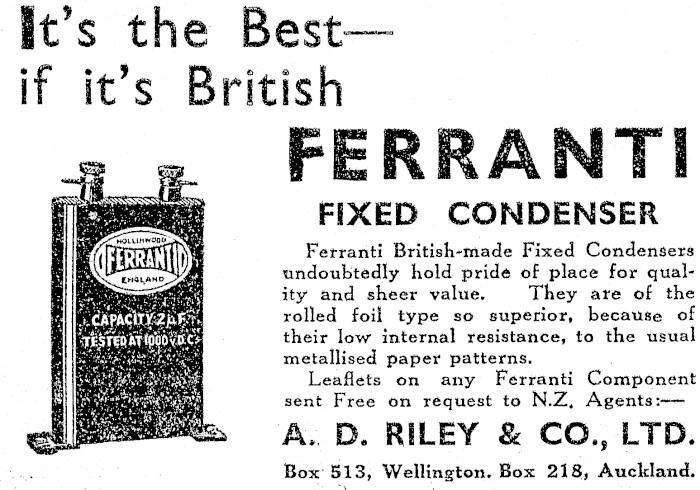 It's the Best—
if it's British
FERRANTI
FIXED CONDENSER
Ferranti British-made Fixed Condensers
undoubtedly hold pride of place for qual-
ity and sheer value. They are of the
rolled foil type so superior, because of
their low internal resistance, to the usual
metallised paper patterns.
Leaflets on any Ferranti Component
sent Free on request to N.Z. Agents:—
A. D. RILEY & CO., LTD.
Box 513, Wellington. Box 218, Auckland.
HOLLINWOOD
FERRANTI
ENGLAND
CAPACITY 2μF
TESTED AT 1000 V D.C.